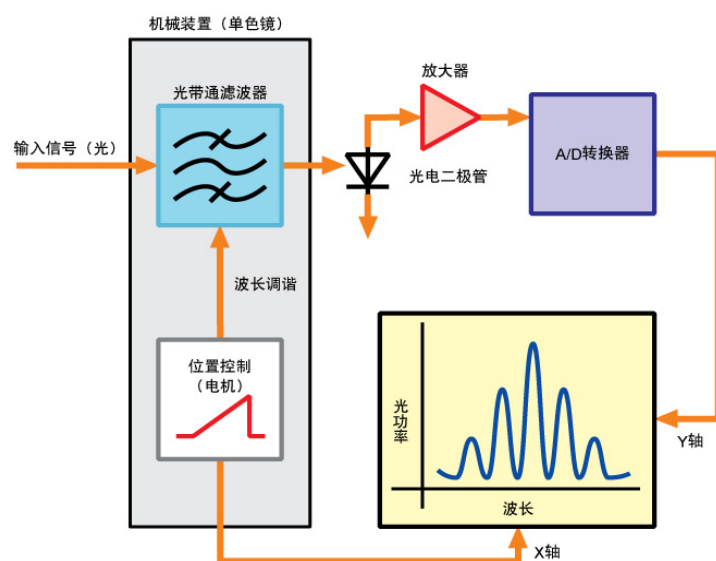 机械装置（单色镜）
光带通滤波器
输入信号（光）
放大器
光电二极管
A/D转换器
波长调谐
位置控制
（电机）
光功率
波长
Y轴
X轴